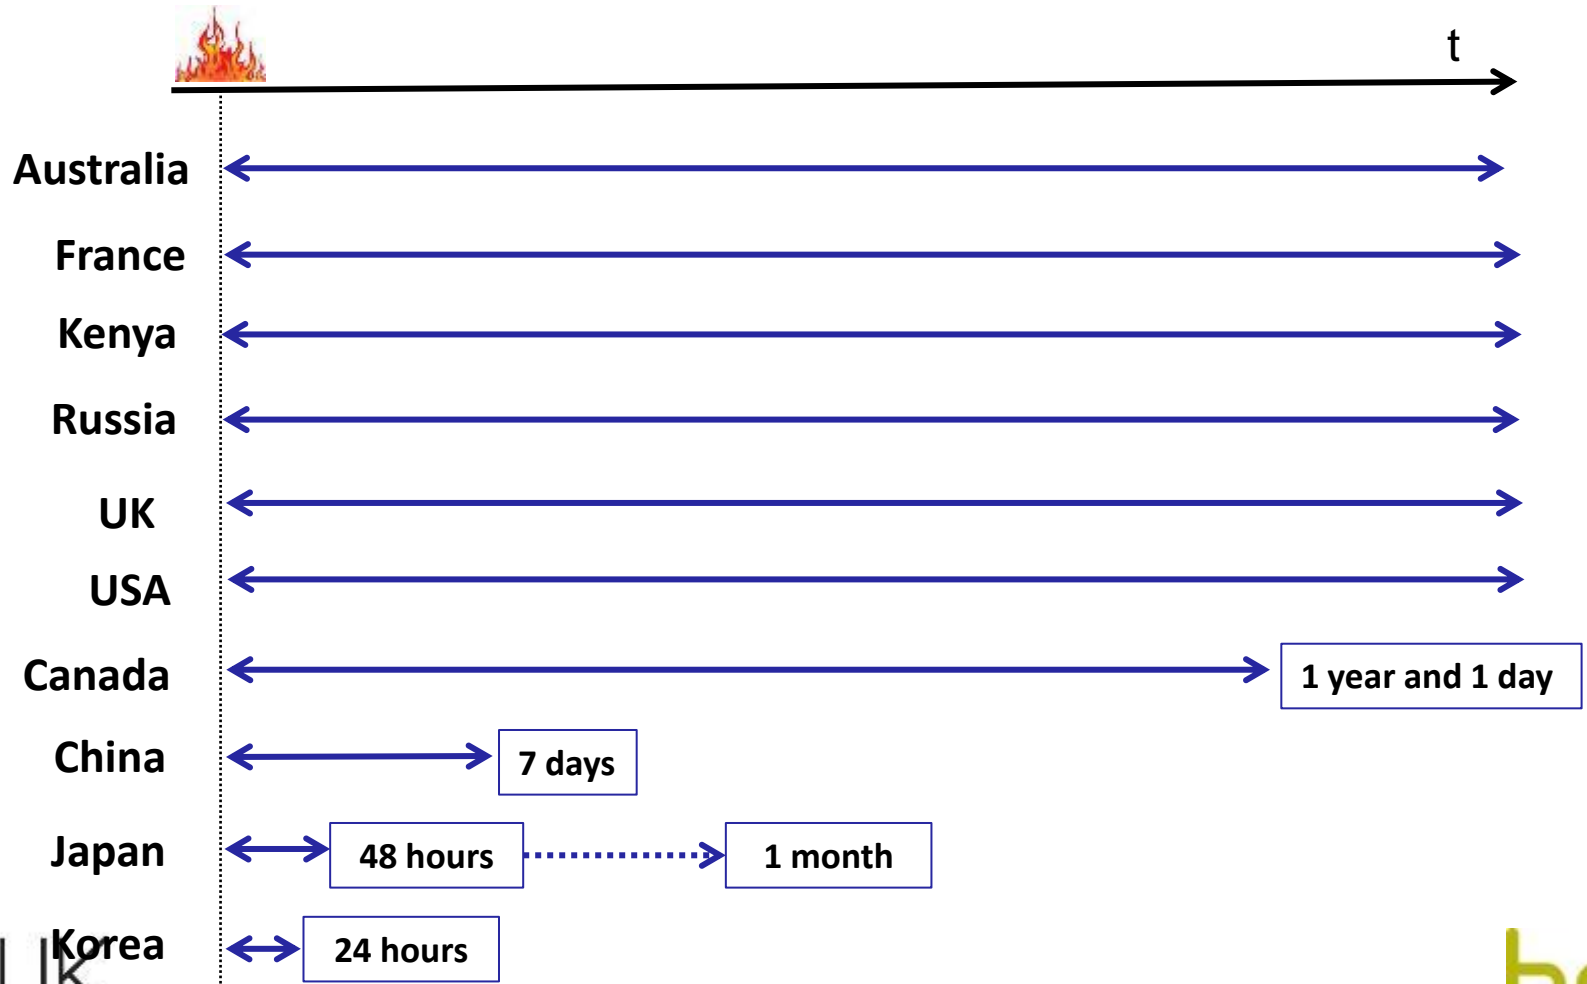 t
Australia
France
Kenya
Russia
UK
USA
Canada
1 year and 1 day
China
7 days
Japan
48 hours
1 month
Korea
24 hours